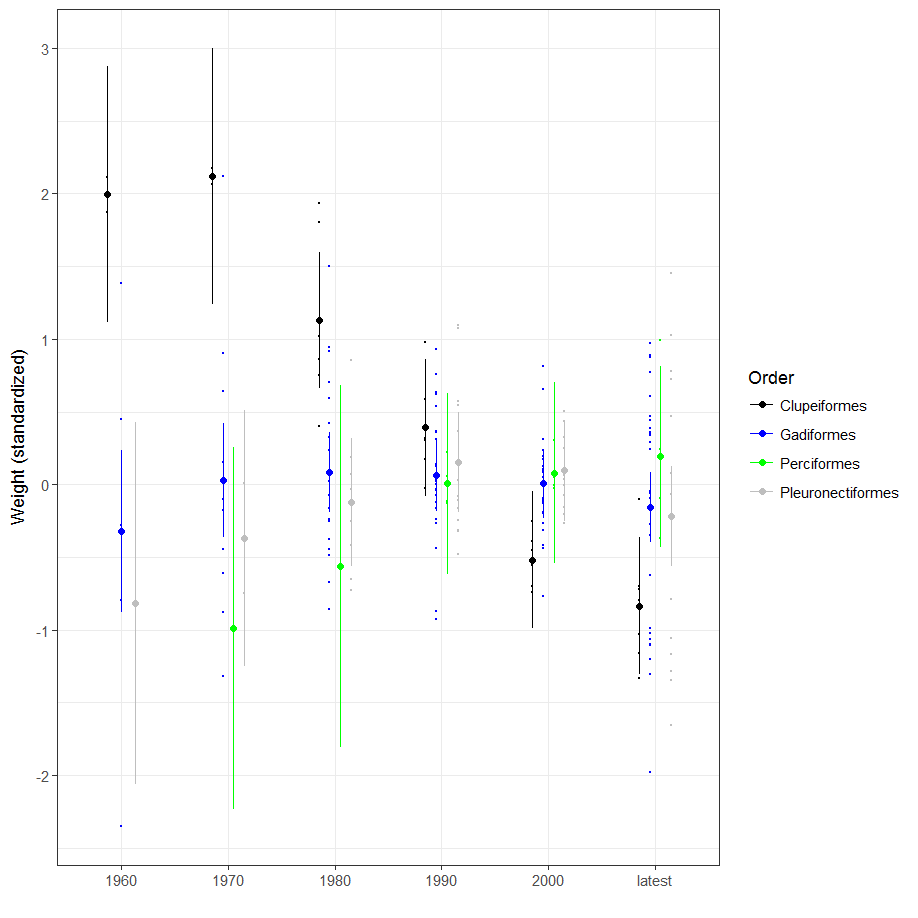 3
2
1
0
-1
-2
Weight (standardized)
1960 1970 1980 1990 2000 latest
Order
Clupeiformes
Gadiformes
Perciformes
Pleuronectiformes